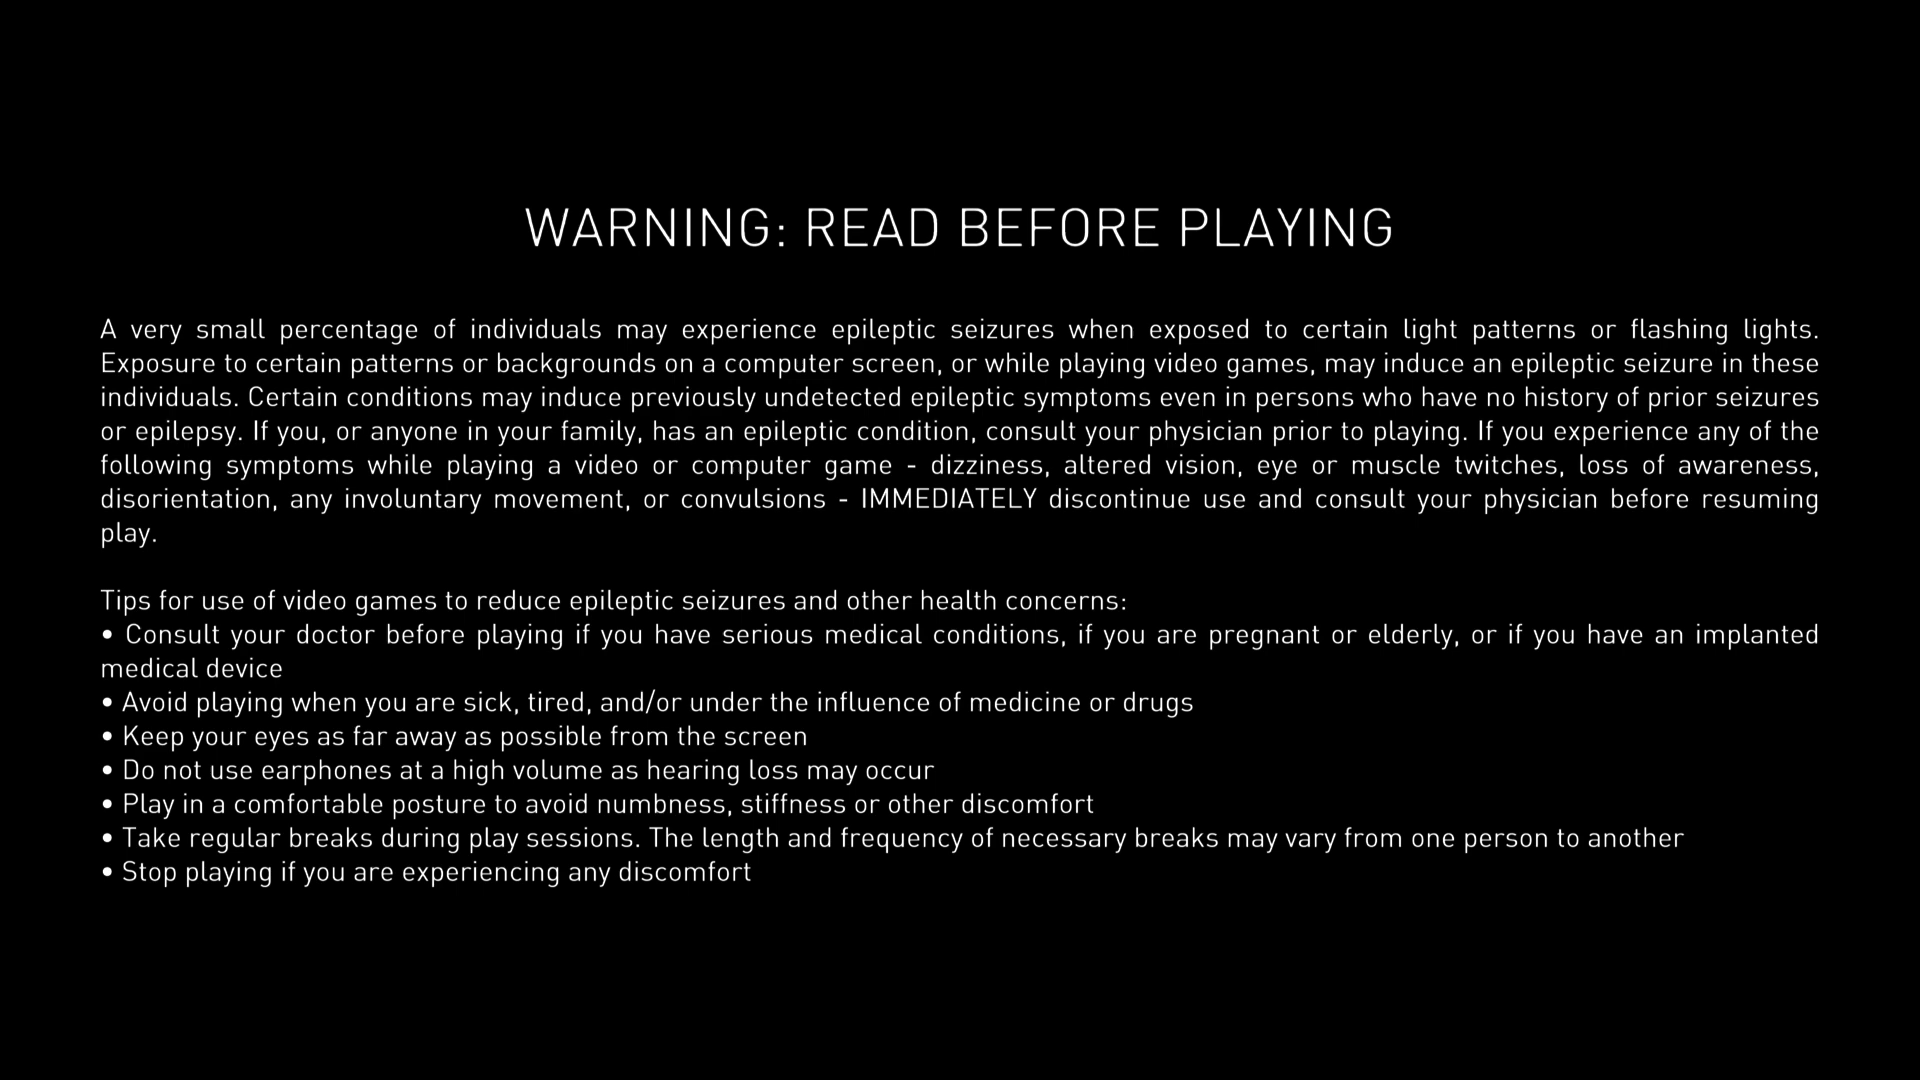 WARNING: READ BEFORE PLAYING
A very small percentage of individuals may experience epileptic seizures when exposed to certain light patterns or flashing lights.
Exposure to certain patterns or backgrounds on a computer screen, or while playing video games, may induce an epileptic seizure in these
individuals. Certain conditions may induce previously undetected epileptic symptoms even in persons who have no history of prior seizures
or epilepsy. If you, or anyone in your family, has an epileptic condition, consult your physician prior to playing. If you experience any of the
following symptoms while playing a video or computer game - dizziness, altered vision, eye or muscle twitches, loss of awareness,
disorientation, any involuntary movement, or convulsions - IMMEDIATELY discontinue use and consult your physician before resuming
play.
Tips for use of video games to reduce epileptic seizures and other health concerns:
• Consult your doctor before playing if you have serious medical conditions, if you are pregnant or elderly, or if you have an implanted
medical device
• Avoid playing when you are sick, tired, and/or under the influence of medicine or drugs
• Keep your eyes as far away as possible from the screen
• Do not use earphones at a high volume as hearing loss may occur
• Play in a comfortable posture to avoid numbness, stiffness or other discomfort
• Take regular breaks during play sessions. The length and frequency of necessary breaks may vary from one person to another
• Stop playing if you are experiencing any discomfort